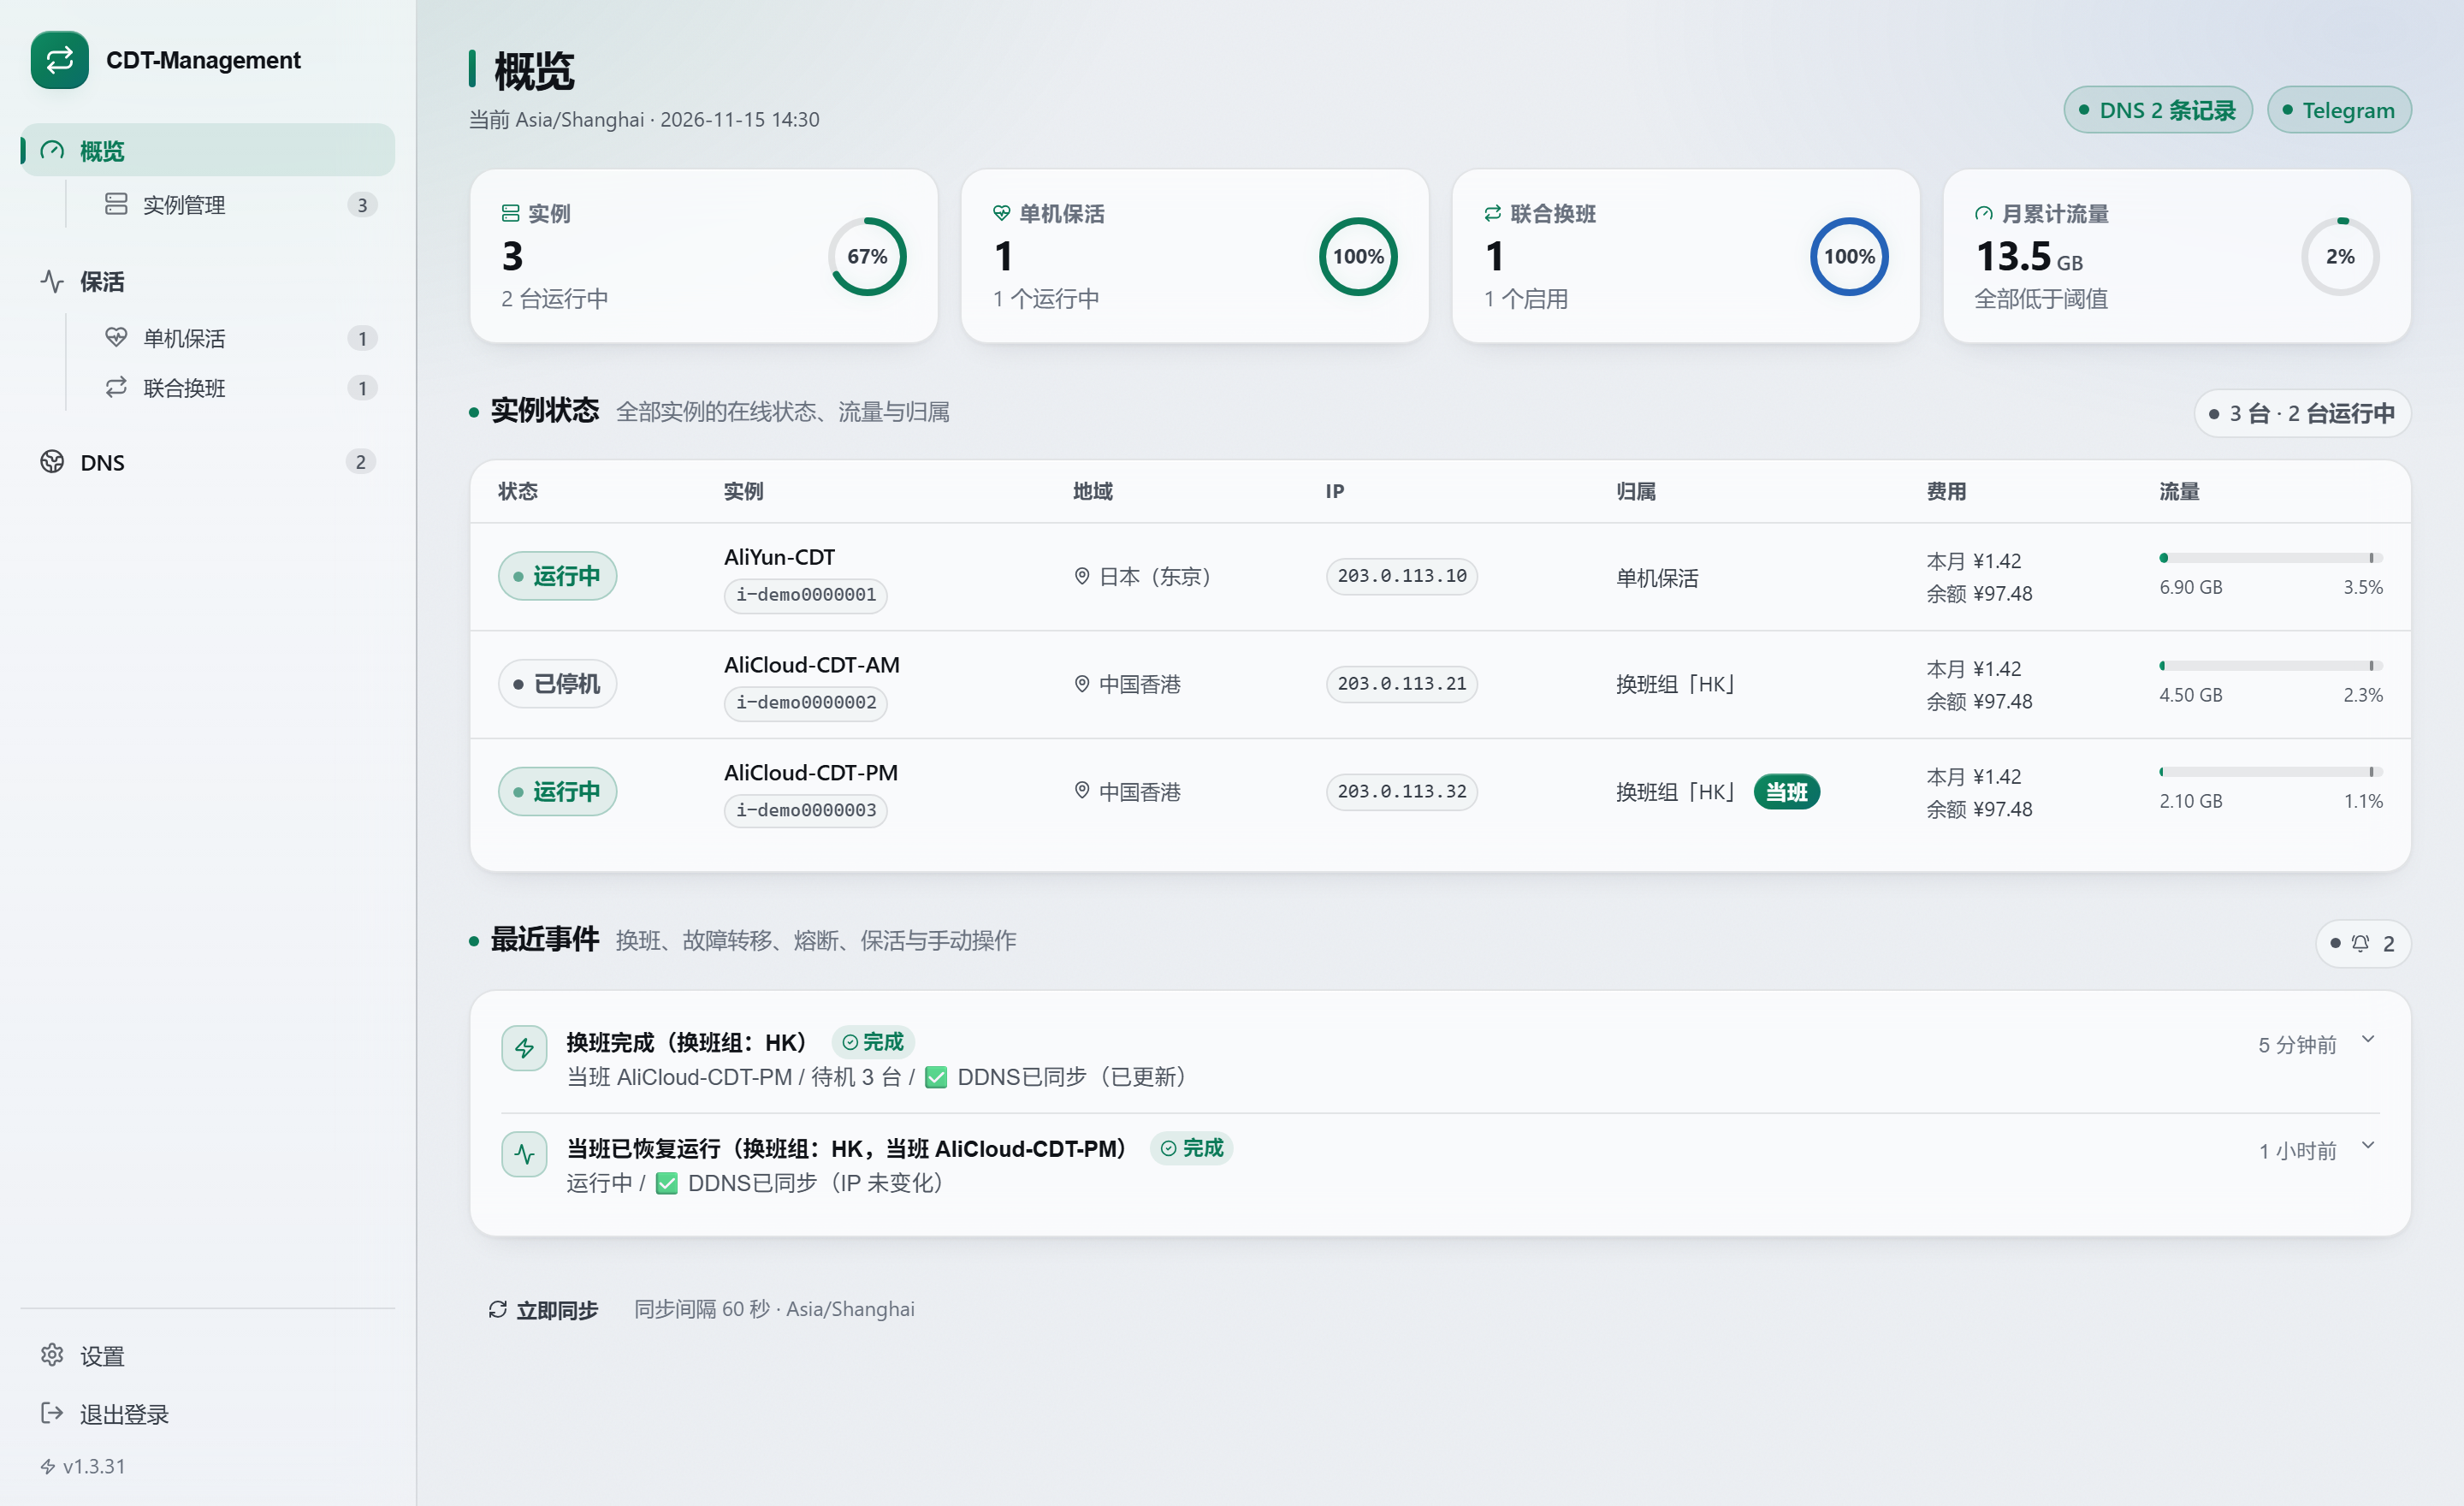 CDT-Management
概览
实例管理 3
保活
单机保活 1
联合换班 1
DNS 2
设置
退出登录
v1.3.31
概览
当前 Asia/Shanghai · 2026-11-15 14:30
DNS 2 条记录 Telegram
实例
3
2 台运行中
67%
单机保活
1
1 个运行中
100%
联合换班
1
1 个启用
100%
月累计流量
13.5 GB
全部低于阈值
2%
实例状态 全部实例的在线状态、流量与归属 3 台 · 2 台运行中
状态 实例 地域 IP 归属 费用 流量
运行中 AliYun-CDT i-demo0000001 日本（东京） 203.0.113.10 单机保活 本月 ¥1.42 余额 ¥97.48 6.90 GB 3.5%
已停机 AliCloud-CDT-AM i-demo0000002 中国香港 203.0.113.21 换班组「HK」 本月 ¥1.42 余额 ¥97.48 4.50 GB 2.3%
运行中 AliCloud-CDT-PM i-demo0000003 中国香港 203.0.113.32 换班组「HK」 当班 本月 ¥1.42 余额 ¥97.48 2.10 GB 1.1%
最近事件 换班、故障转移、熔断、保活与手动操作 2
换班完成（换班组：HK） 完成 5 分钟前
当班 AliCloud-CDT-PM / 待机 3 台 / ✅ DDNS已同步（已更新）
当班已恢复运行（换班组：HK，当班 AliCloud-CDT-PM） 完成 1 小时前
运行中 / ✅ DDNS已同步（IP 未变化）
立即同步 同步间隔 60 秒 · Asia/Shanghai